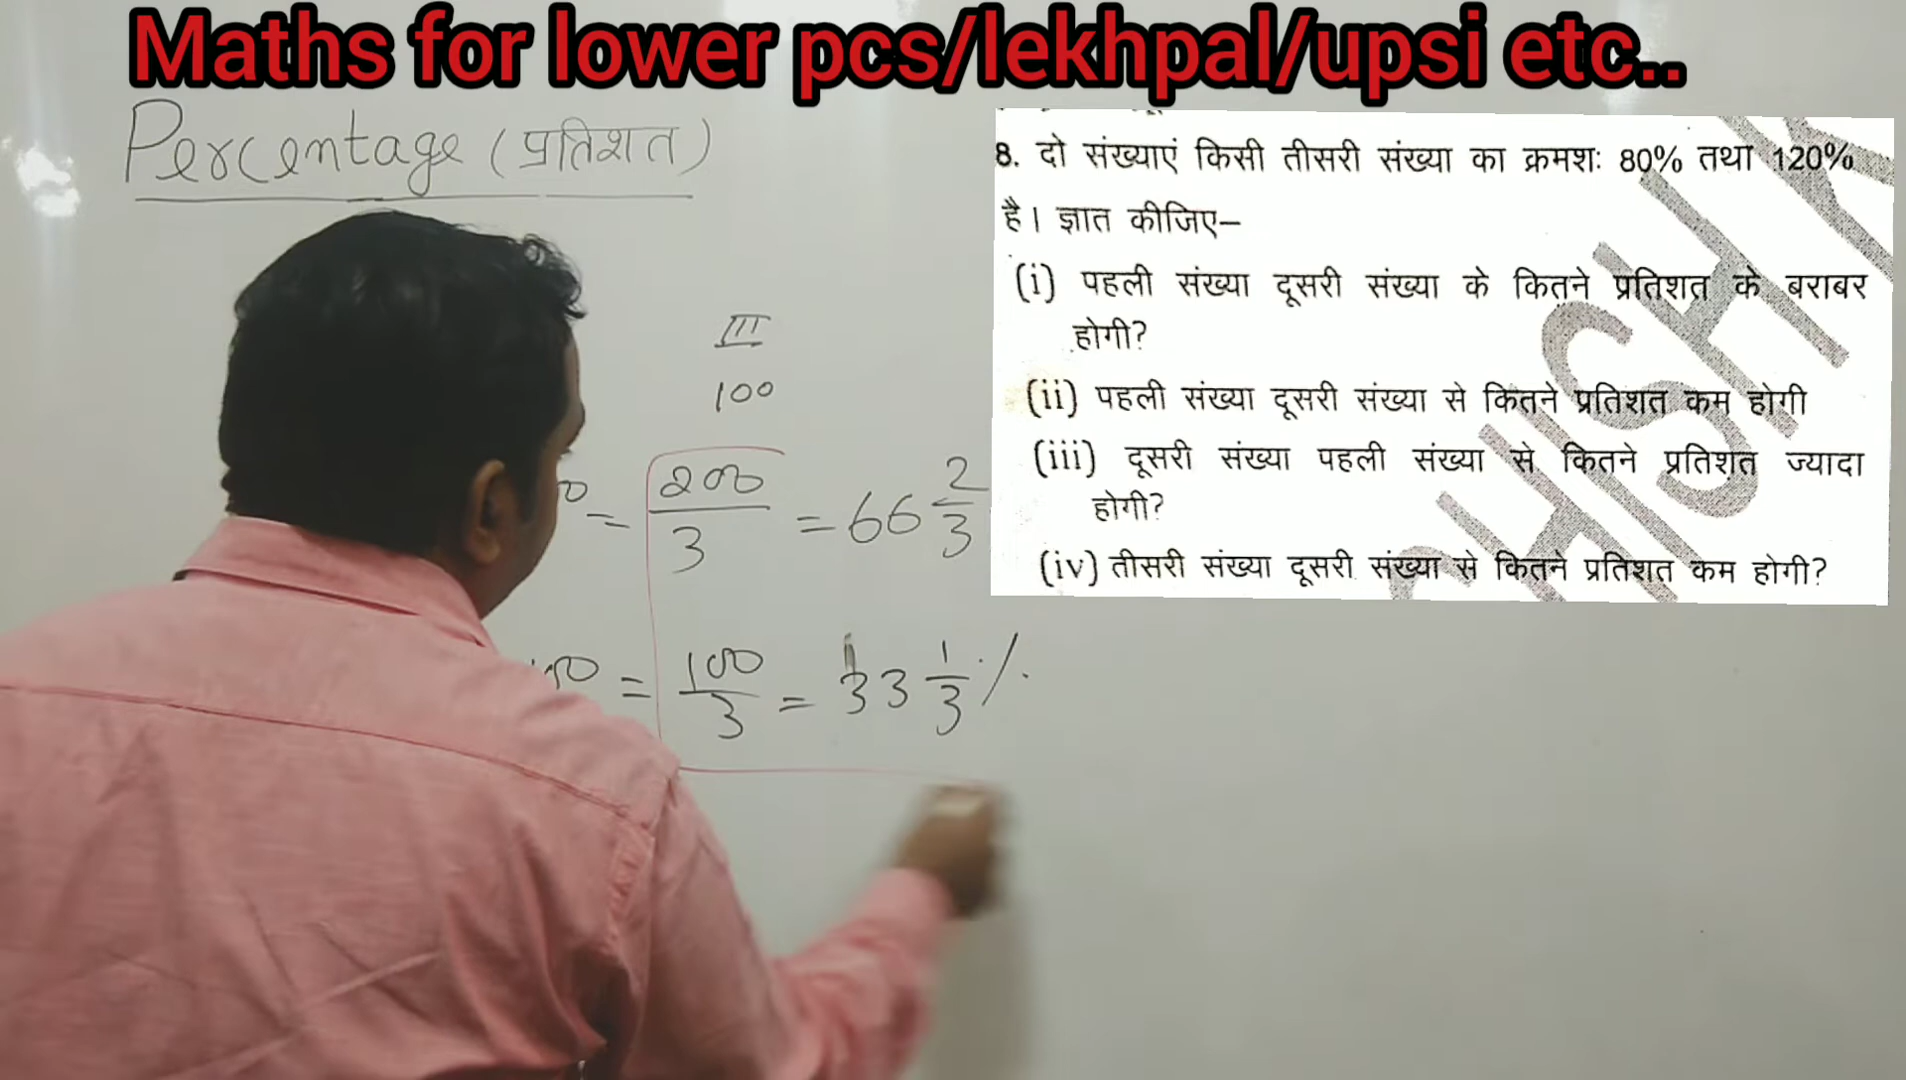 Maths for lower pcs/lekhpal/upsi etc..
Percentage (प्रतिशत)
III
100
= 200/3 = 66 2/3
= 100/3 = 33 1/3 %
8. दो संख्याएं किसी तीसरी संख्या का क्रमशः 80% तथा 120%
है। ज्ञात कीजिए–
(i) पहली संख्या दूसरी संख्या के कितने प्रतिशत के बराबर
होगी?
(ii) पहली संख्या दूसरी संख्या से कितने प्रतिशत कम होगी
(iii) दूसरी संख्या पहली संख्या से कितने प्रतिशत ज्यादा
होगी?
(iv) तीसरी संख्या दूसरी संख्या से कितने प्रतिशत कम होगी?